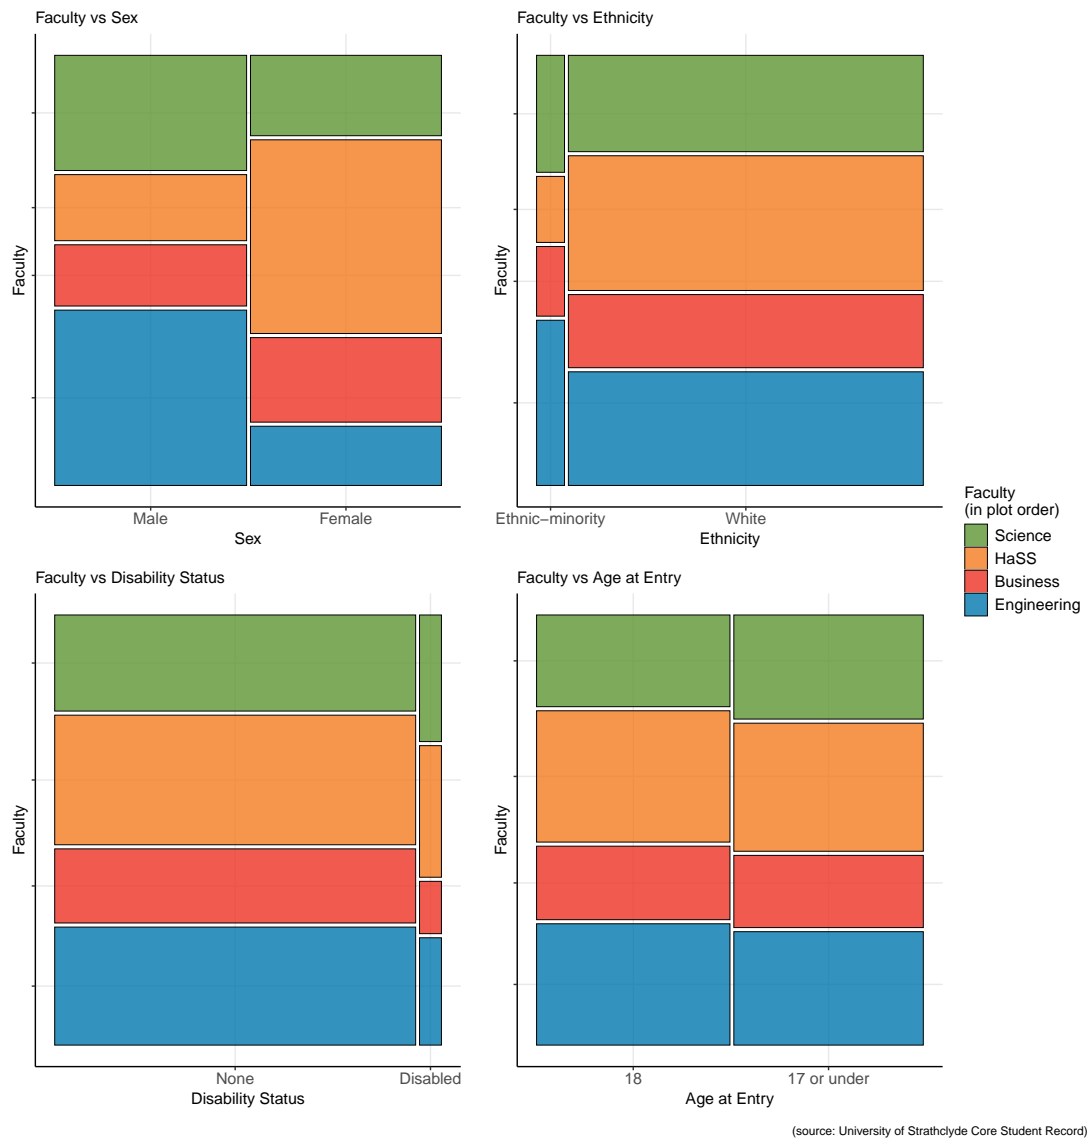 Faculty vs Sex
Faculty
Male
Female
Sex
Faculty vs Ethnicity
Faculty
Ethnic−minority
White
Ethnicity
Faculty
(in plot order)
Science
HaSS
Business
Engineering
Faculty vs Disability Status
Faculty
None
Disabled
Disability Status
Faculty vs Age at Entry
Faculty
18
17 or under
Age at Entry
(source: University of Strathclyde Core Student Record)